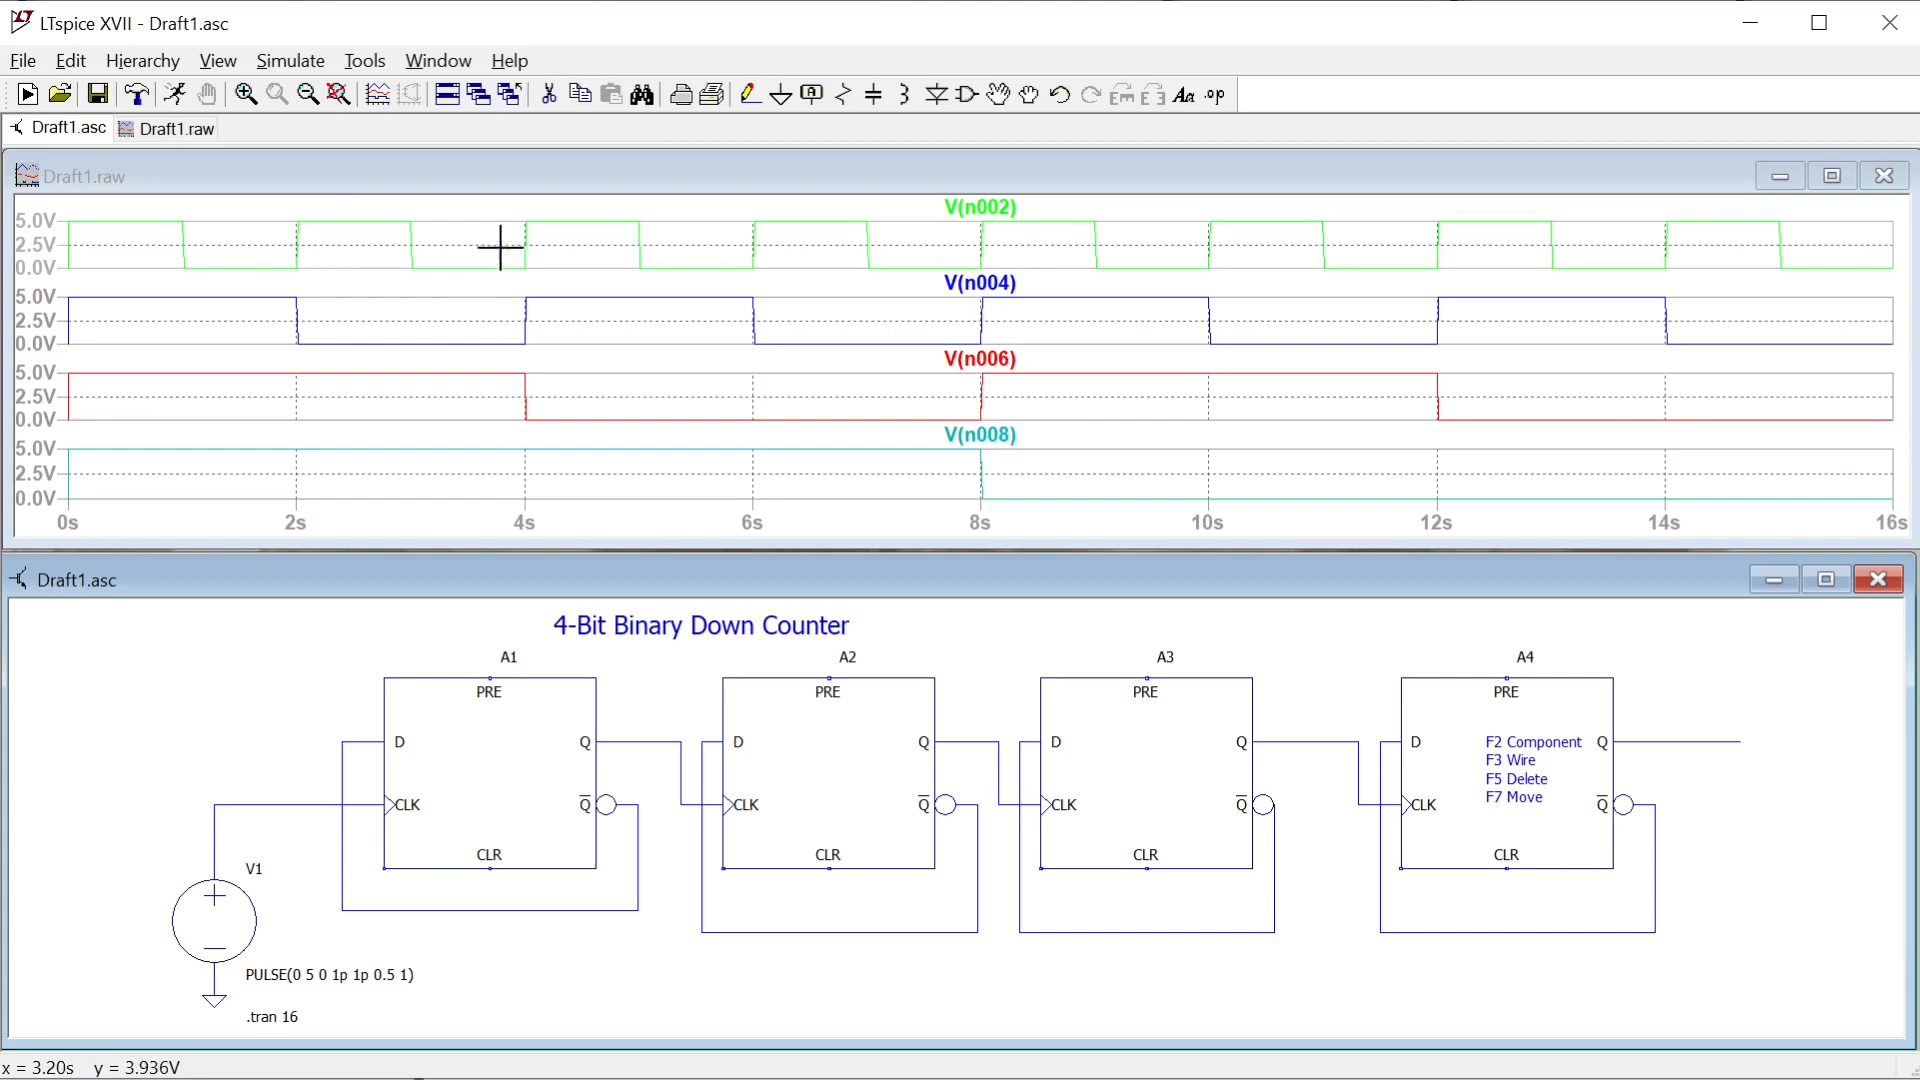 LTspice XVII - Draft1.asc
File Edit Hierarchy View Simulate Tools Window Help
Aa .op
Draft1.asc Draft1.raw
Draft1.raw
V(n002)
5.0V
2.5V
0.0V
V(n004)
5.0V
2.5V
0.0V
V(n006)
5.0V
2.5V
0.0V
V(n008)
5.0V
2.5V
0.0V
0s 2s 4s 6s 8s 10s 12s 14s 16s
Draft1.asc
4-Bit Binary Down Counter
A1 A2 A3 A4
PRE PRE PRE PRE
D Q D Q D Q D F2 Component Q
F3 Wire
F5 Delete
F7 Move
CLK Q CLK Q CLK Q CLK Q
CLR CLR CLR CLR
V1
PULSE(0 5 0 1p 1p 0.5 1)
.tran 16
x = 3.20s y = 3.936V